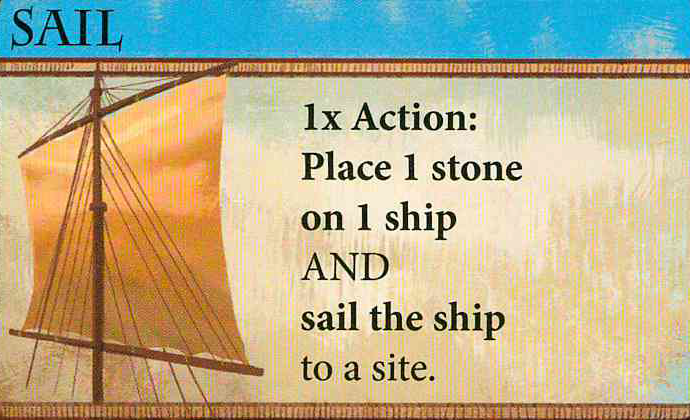 SAIL
1x Action:
Place 1 stone
on 1 ship
AND
sail the ship
to a site.